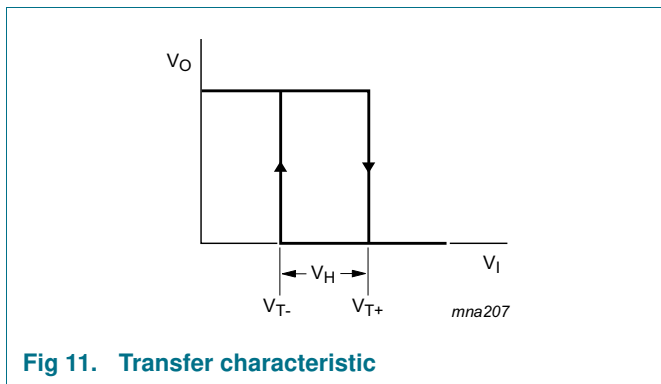 VO
VI
VH
VT-
VT+
mna207
Fig 11. Transfer characteristic